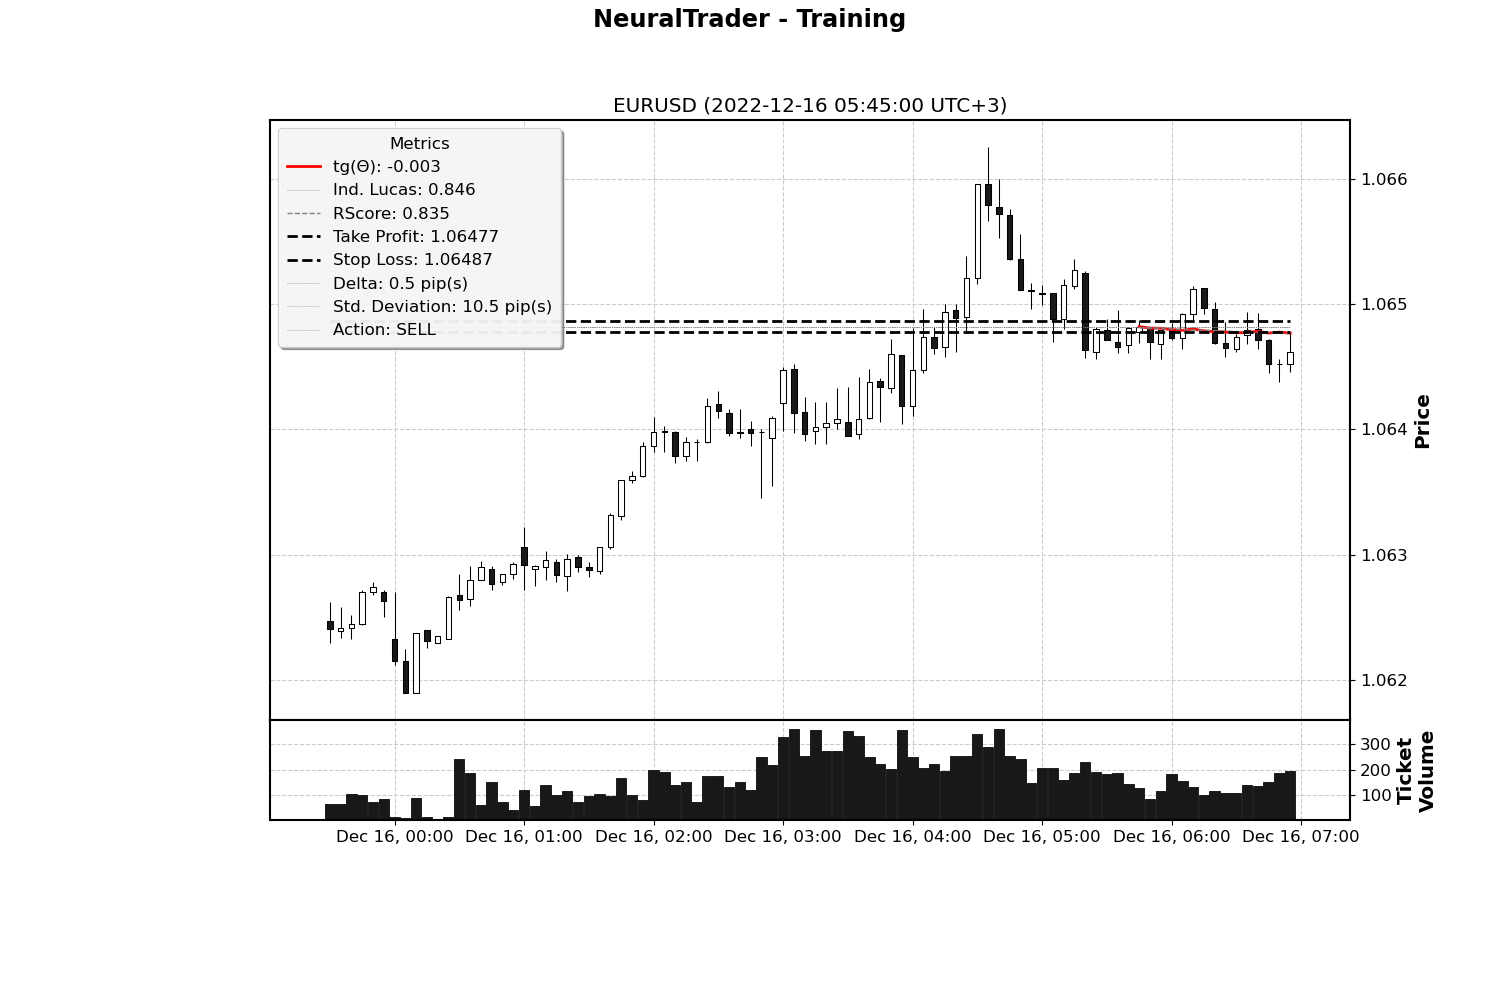 NeuralTrader - Training
EURUSD (2022-12-16 05:45:00 UTC+3)
Metrics
tg(Θ): -0.003
Ind. Lucas: 0.846
RScore: 0.835
Take Profit: 1.06477
Stop Loss: 1.06487
Delta: 0.5 pip(s)
Std. Deviation: 10.5 pip(s)
Action: SELL
1.066
1.065
1.064
1.063
1.062
Price
300
200
100
Ticket
Volume
Dec 16, 00:00
Dec 16, 01:00
Dec 16, 02:00
Dec 16, 03:00
Dec 16, 04:00
Dec 16, 05:00
Dec 16, 06:00
Dec 16, 07:00